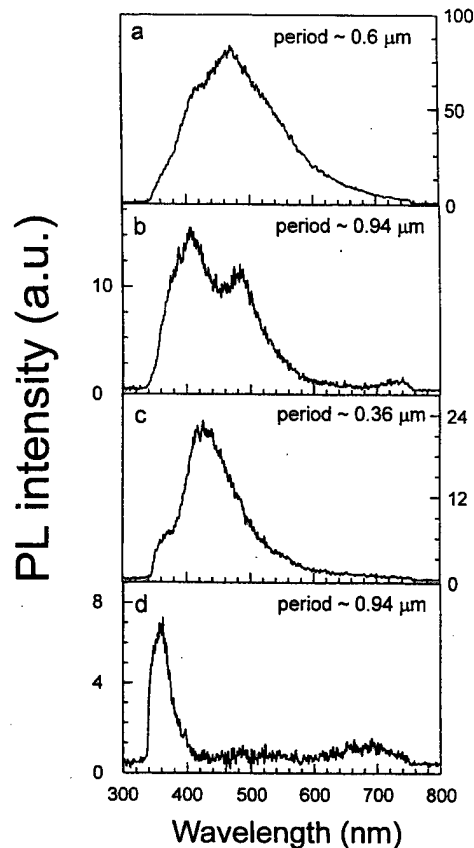 PL intensity (a.u.)
a
period ~ 0.6 μm
100
50
0
b
period ~ 0.94 μm
10
0
c
period ~ 0.36 μm
24
12
0
d
period ~ 0.94 μm
8
4
0
300 400 500 600 700 800
Wavelength (nm)